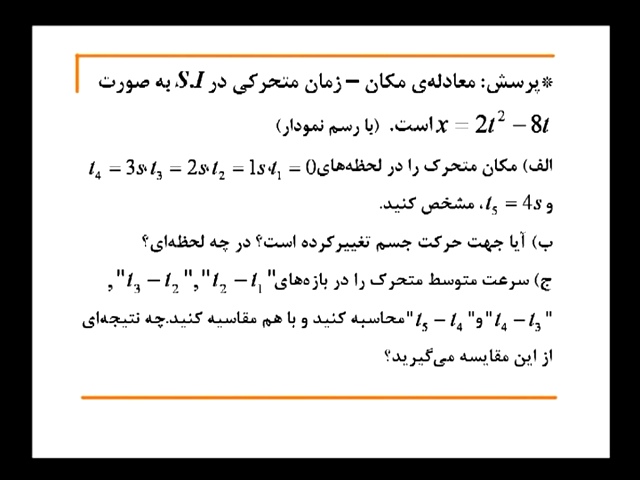 *پرسش: معادله‌ی مکان – زمان متحرکی در S.I به صورت
x = 2t² − 8t است. (با رسم نمودار)
الف) مکان متحرک را در لحظه‌های t₁ = 0، t₂ = 1s، t₃ = 2s، t₄ = 3s
و t₅ = 4s، مشخص کنید.
ب) آیا جهت حرکت جسم تغییرکرده است؟ در چه لحظه‌ای؟
ج) سرعت متوسط متحرک را در بازه‌های "t₂ − t₁", "t₃ − t₂",
"t₄ − t₃" و "t₅ − t₄" محاسبه کنید و با هم مقاسیه کنید.چه نتیجه‌ای
از این مقایسه می‌گیرید؟